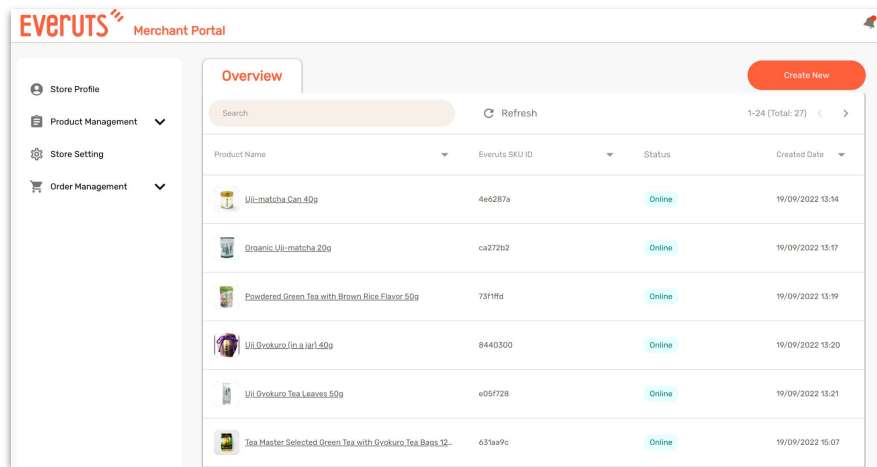 Everuts Merchant Portal
Overview
Create New
Store Profile
Search
Refresh
1-24 (Total: 27)
Product Management
Product Name Everuts SKU ID Status Created Date
Store Setting
Order Management
Uji-matcha Can 40g 4e6287a Online 19/09/2022 13:14
Organic Uji-matcha 20g ca272b2 Online 19/09/2022 13:17
Powdered Green Tea with Brown Rice Flavor 50g 73f1ffd Online 19/09/2022 13:19
Uji Gyokuro (in a jar) 40g 8440300 Online 19/09/2022 13:20
Uji Gyokuro Tea Leaves 50g e05f728 Online 19/09/2022 13:21
Tea Master Selected Green Tea with Gyokuro Tea Bags 12... 631aa9c Online 19/09/2022 15:07